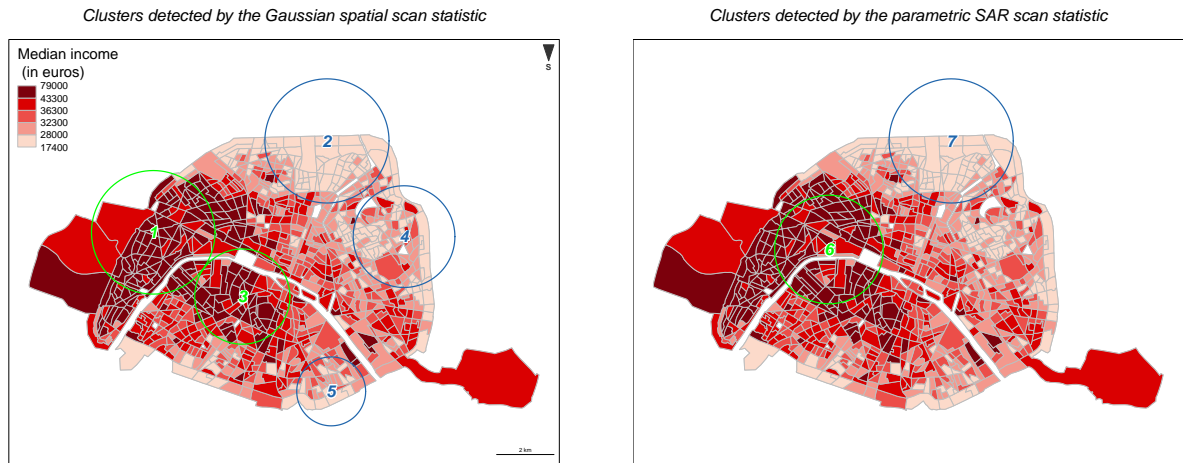 Clusters detected by the Gaussian spatial scan statistic
Clusters detected by the parametric SAR scan statistic
Median income
(in euros)
79000
43300
36300
32300
28000
17400
S
1
2
3
4
5
2 km
6
7